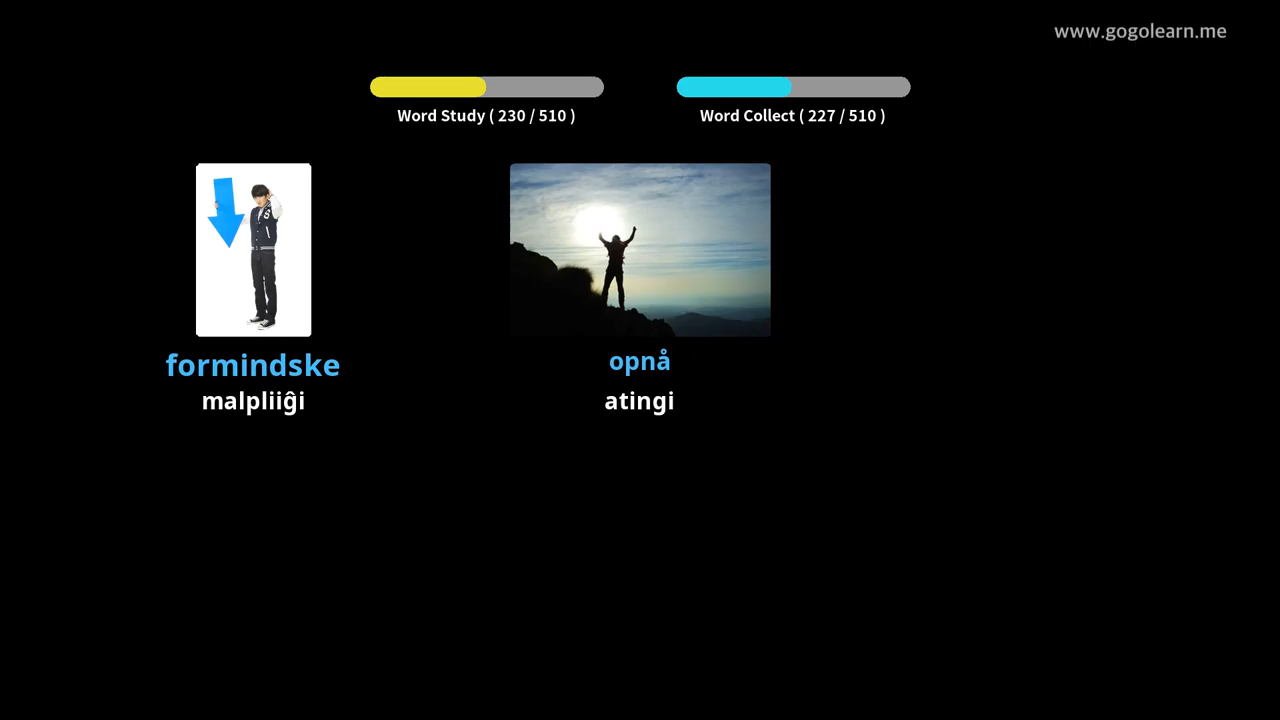 www.gogolearn.me
Word Study ( 230 / 510 )
Word Collect ( 227 / 510 )
formindske
malpliiĝi
opnå
atingi